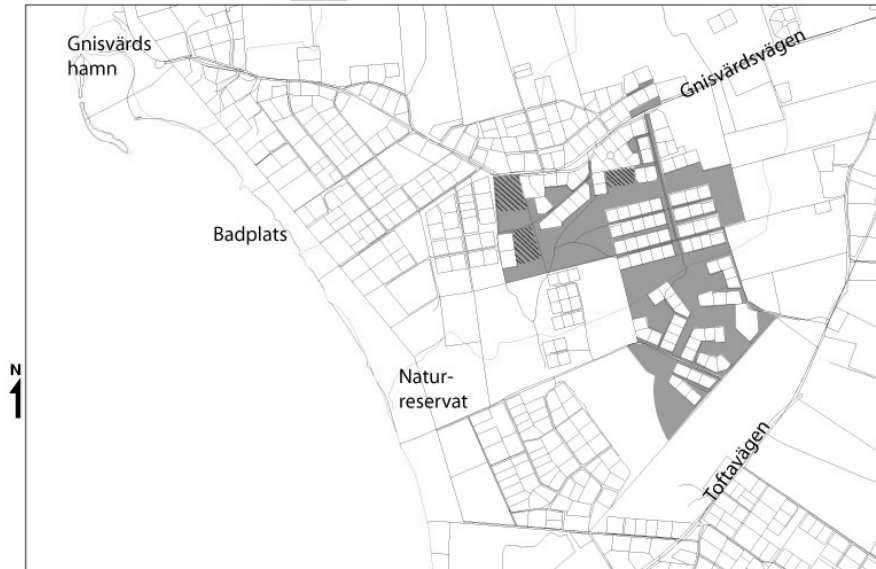 Gnisvärds
hamn
Gnisvärdsvägen
Badplats
N
Natur-
reservat
Toftavägen